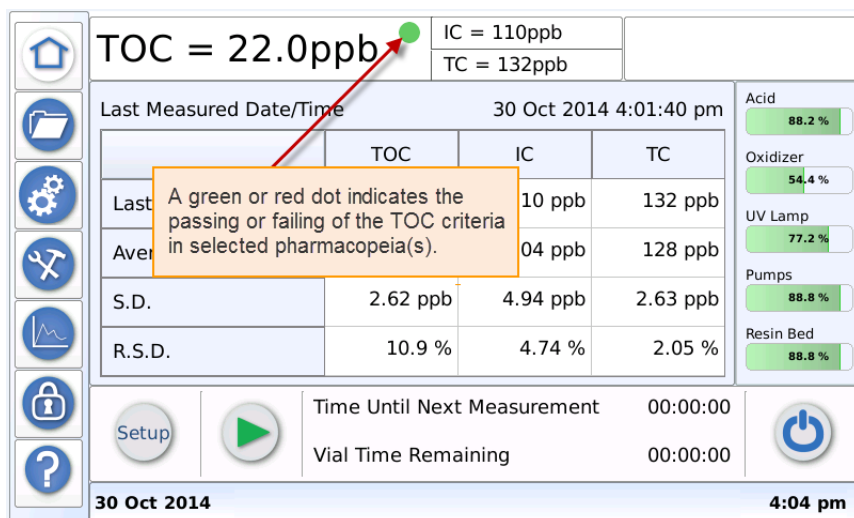 TOC = 22.0ppb
IC = 110ppb
TC = 132ppb
Last Measured Date/Time 30 Oct 2014 4:01:40 pm
TOC IC TC
Last 10 ppb 132 ppb
Aver 04 ppb 128 ppb
A green or red dot indicates the
passing or failing of the TOC criteria
in selected pharmacopeia(s).
S.D. 2.62 ppb 4.94 ppb 2.63 ppb
R.S.D. 10.9 % 4.74 % 2.05 %
Acid
88.2 %
Oxidizer
54.4 %
UV Lamp
77.2 %
Pumps
88.8 %
Resin Bed
88.8 %
Setup
Time Until Next Measurement 00:00:00
Vial Time Remaining 00:00:00
?
30 Oct 2014 4:04 pm